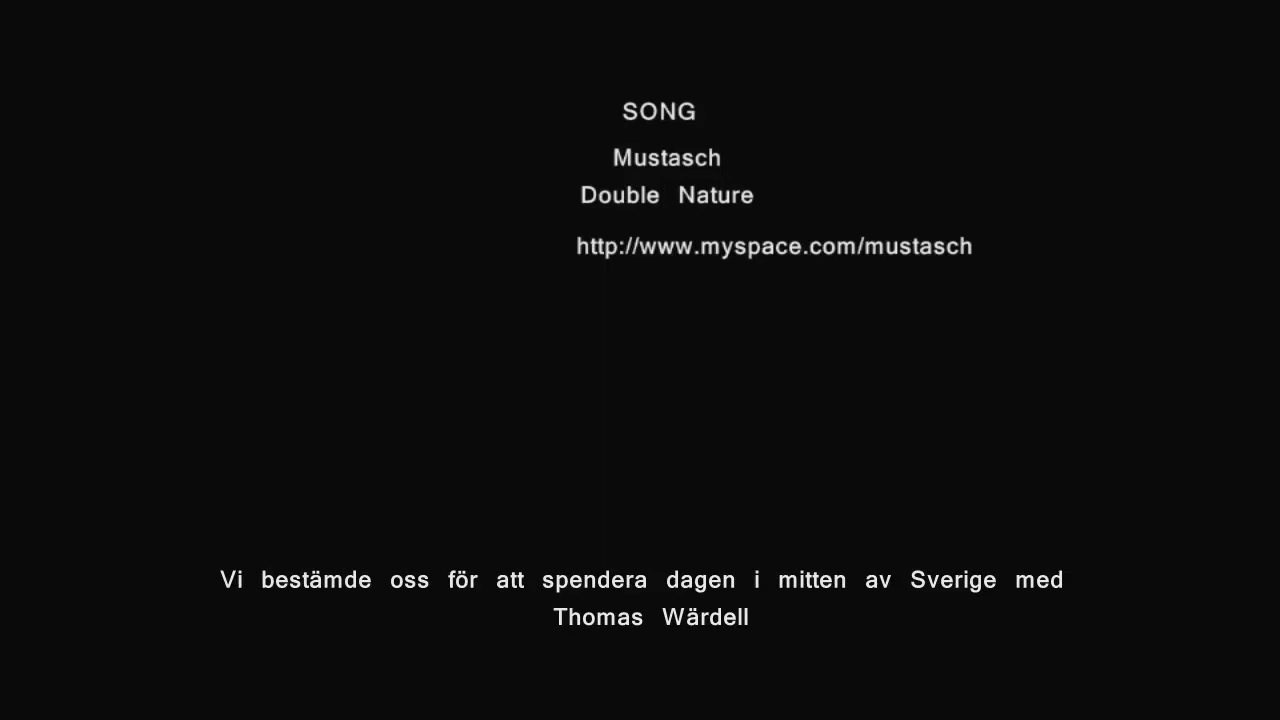 SONG
Mustasch
Double Nature
http://www.myspace.com/mustasch
Vi bestämde oss för att spendera dagen i mitten av Sverige med
Thomas Wärdell